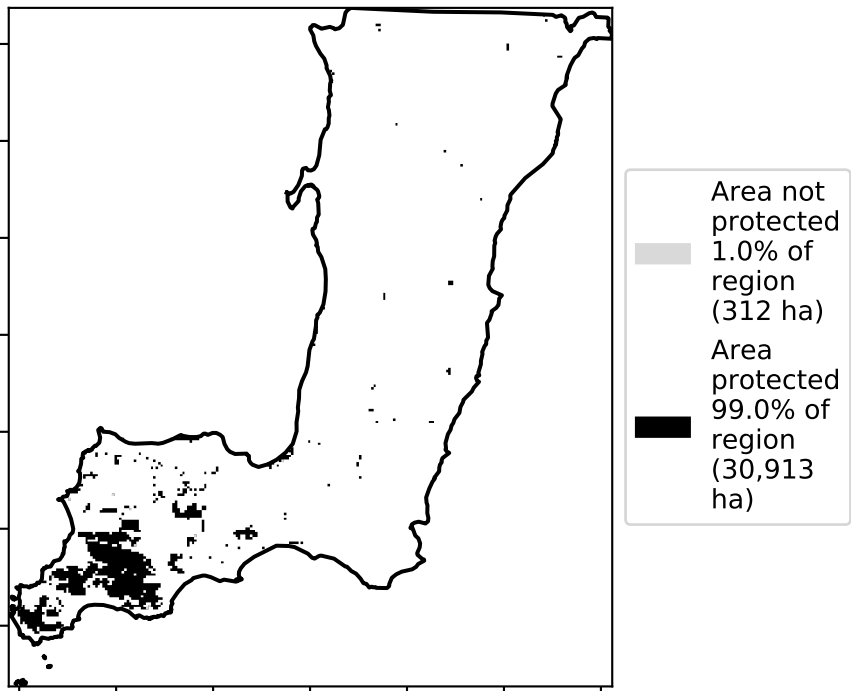 Area not
protected
1.0% of
region
(312 ha)
Area
protected
99.0% of
region
(30,913
ha)